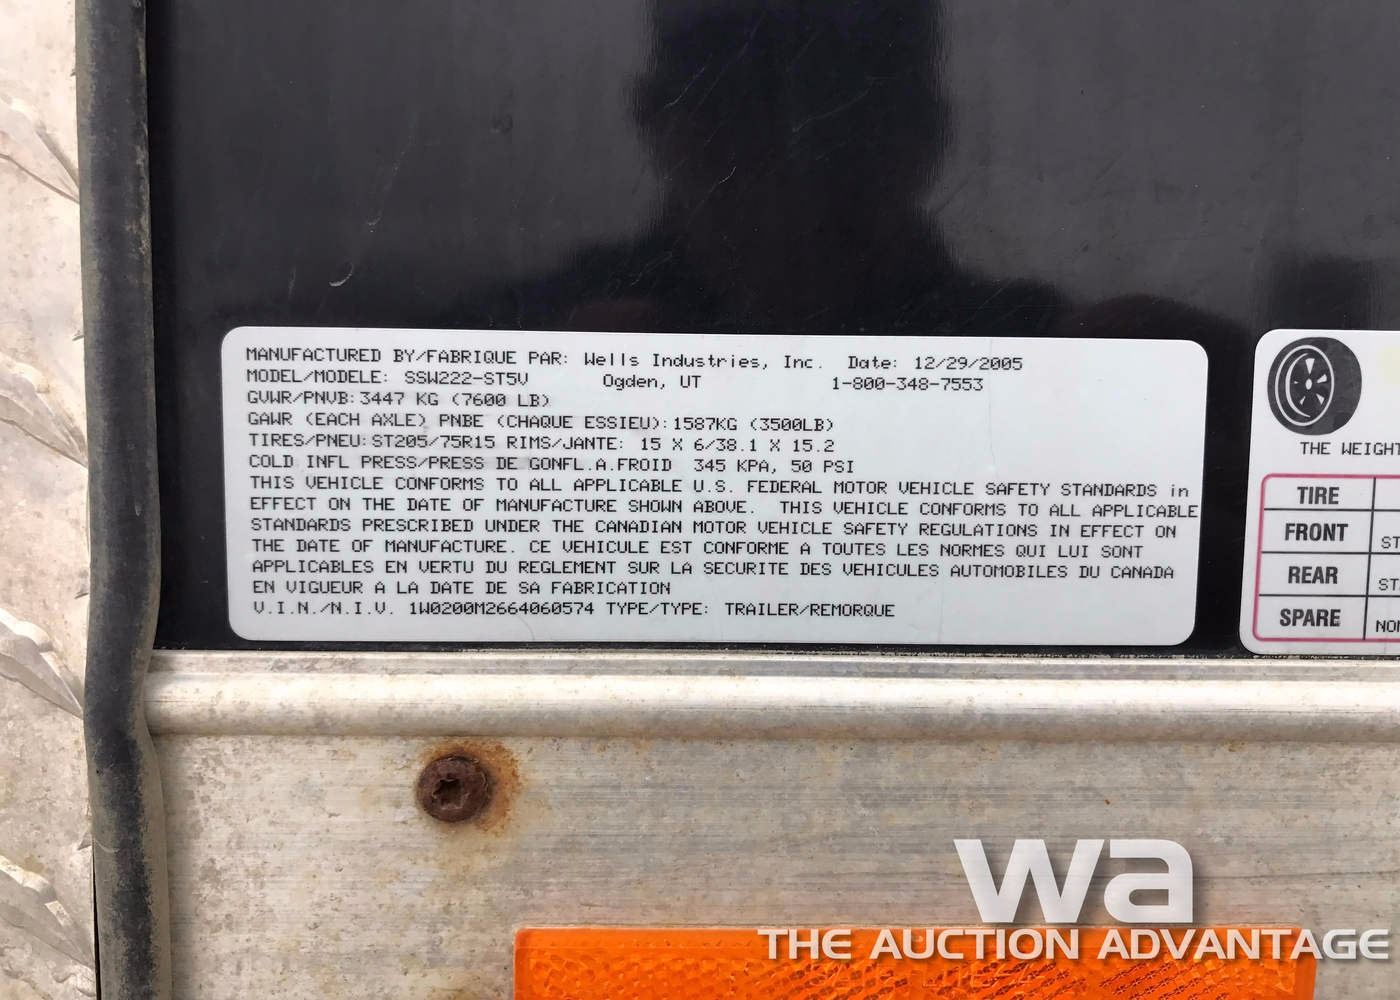 MANUFACTURED BY/FABRIQUE PAR: Wells Industries, Inc. Date: 12/29/2005
MODEL/MODELE: SSW222-ST5V Ogden, UT 1-800-348-7553
GVWR/PNVB: 3447 KG (7600 LB)
GAWR (EACH AXLE) PNBE (CHAQUE ESSIEU): 1587KG (3500LB)
TIRES/PNEU: ST205/75R15 RIMS/JANTE: 15 X 6/38.1 X 15.2
COLD INFL PRESS/PRESS DE GONFL.A.FROID 345 KPA, 50 PSI
THIS VEHICLE CONFORMS TO ALL APPLICABLE U.S. FEDERAL MOTOR VEHICLE SAFETY STANDARDS in
EFFECT ON THE DATE OF MANUFACTURE SHOWN ABOVE. THIS VEHICLE CONFORMS TO ALL APPLICABLE
STANDARDS PRESCRIBED UNDER THE CANADIAN MOTOR VEHICLE SAFETY REGULATIONS IN EFFECT ON
THE DATE OF MANUFACTURE. CE VEHICULE EST CONFORME A TOUTES LES NORMES QUI LUI SONT
APPLICABLES EN VERTU DU REGLEMENT SUR LA SECURITE DES VEHICULES AUTOMOBILES DU CANADA
EN VIGUEUR A LA DATE DE SA FABRICATION
V.I.N./N.I.V. 1W0200M2664060574 TYPE/TYPE: TRAILER/REMORQUE
THE WEIGHT
TIRE
FRONT ST
REAR ST
SPARE NON
wa
THE AUCTION ADVANTAGE